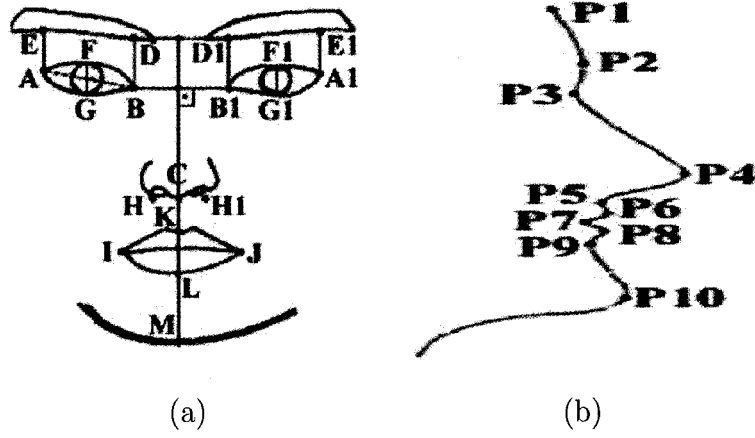 P1
E F D D1 F1 E1
P2
A G B B1 G1 A1
P3
C
P4
H K H1
P5 P6
P7 P8
I J
P9
L
P10
M
(a) (b)